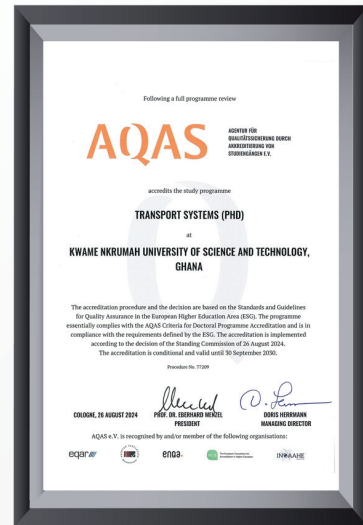 Following a full programme review
AQAS
AGENTUR FÜR
QUALITÄTSSICHERUNG DURCH
AKKREDITIERUNG VON
STUDIENGÄNGEN E.V.
accredits the study programme
TRANSPORT SYSTEMS (PHD)
at
KWAME NKRUMAH UNIVERSITY OF SCIENCE AND TECHNOLOGY,
GHANA
The accreditation procedure and the decision are based on the Standards and Guidelines
for Quality Assurance in the European Higher Education Area (ESG). The programme
essentially complies with the AQAS Criteria for Doctoral Programme Accreditation and is in
compliance with the requirements defined by the ESG. The accreditation is implemented
according to the decision of the Standing Commission of 26 August 2024.
The accreditation is conditional and valid until 30 September 2030.
Procedure No. 77209
COLOGNE, 26 AUGUST 2024
PROF. DR. EBERHARD MENZEL
PRESIDENT
DORIS HERRMANN
MANAGING DIRECTOR
AQAS e.V. is recognised by and/or member of the following organisations:
eqar
enqa.
INQAAHE